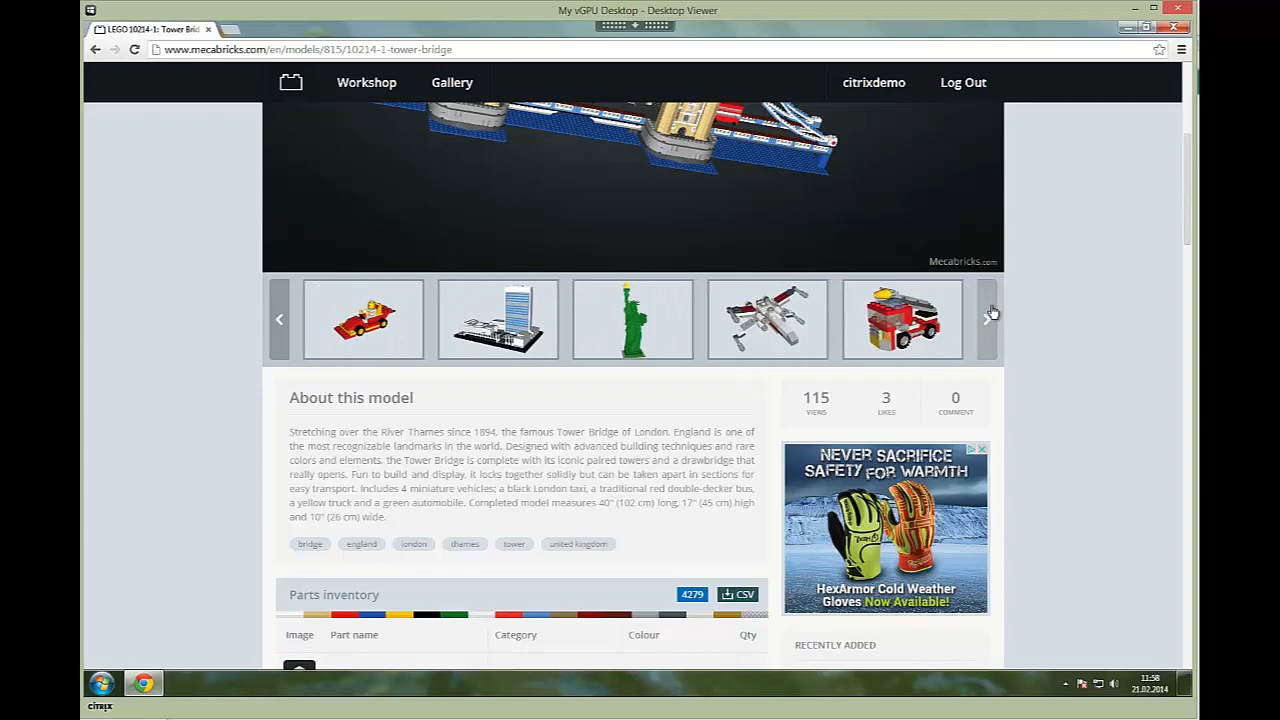 My vGPU Desktop - Desktop Viewer
LEGO 10214-1: Tower Brid
www.mecabricks.com/en/models/815/10214-1-tower-bridge
Workshop
Gallery
citrixdemo
Log Out
Mecabricks.com
About this model
Stretching over the River Thames since 1894, the famous Tower Bridge of London, England is one of
the most recognizable landmarks in the world. Designed with advanced building techniques and rare
colors and elements, the Tower Bridge is complete with its iconic paired towers and a drawbridge that
really opens. Fun to build and display, it locks together solidly but can be taken apart in sections for
easy transport. Includes 4 miniature vehicles; a black London taxi, a traditional red double-decker bus,
a yellow truck and a green automobile. Completed model measures 40" (102 cm) long, 17" (45 cm) high
and 10" (26 cm) wide.
bridge
england
london
thames
tower
united kingdom
115
VIEWS
3
LIKES
0
COMMENT
NEVER SACRIFICE
SAFETY FOR WARMTH
HexArmor Cold Weather
Gloves Now Available!
Parts inventory
4279
CSV
Image
Part name
Category
Colour
Qty
RECENTLY ADDED
11:58
21.02.2014
CITRIX